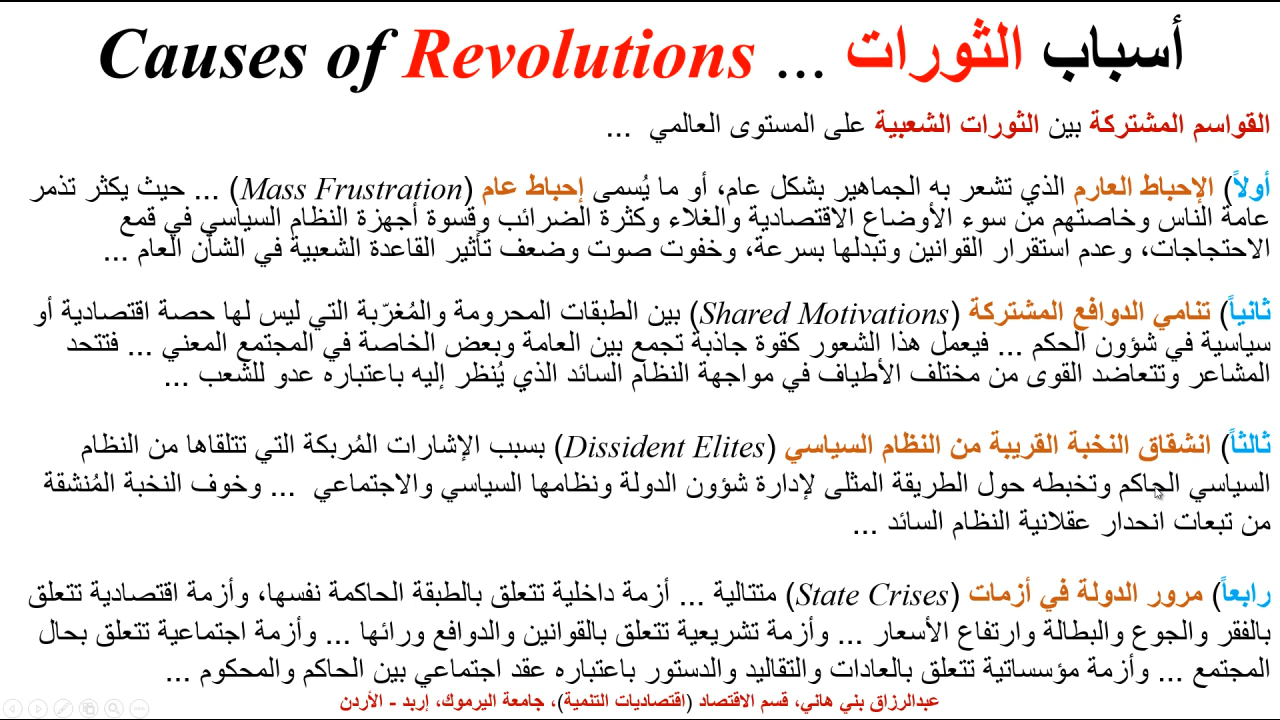 أسباب الثورات ... Causes of Revolutions
القواسم المشتركة بين الثورات الشعبية على المستوى العالمي ...
أولاً) الإحباط العارم الذي تشعر به الجماهير بشكل عام، أو ما يُسمى إحباط عام (Mass Frustration) ... حيث يكثر تذمر
عامة الناس وخاصتهم من سوء الأوضاع الاقتصادية والغلاء وكثرة الضرائب وقسوة أجهزة النظام السياسي في قمع
الاحتجاجات، وعدم استقرار القوانين وتبدلها بسرعة، وخفوت صوت وضعف تأثير القاعدة الشعبية في الشأن العام ...
ثانياً) تنامي الدوافع المشتركة (Shared Motivations) بين الطبقات المحرومة والمُغرّبة التي ليس لها حصة اقتصادية أو
سياسية في شؤون الحكم ... فيعمل هذا الشعور كقوة جاذبة تجمع بين العامة وبعض الخاصة في المجتمع المعني ... فتتحد
المشاعر وتتعاضد القوى من مختلف الأطياف في مواجهة النظام السائد الذي يُنظر إليه باعتباره عدو للشعب ...
ثالثاً) انشقاق النخبة القريبة من النظام السياسي (Dissident Elites) بسبب الإشارات المُربكة التي تتلقاها من النظام
السياسي الحاكم وتخبطه حول الطريقة المثلى لإدارة شؤون الدولة ونظامها السياسي والاجتماعي ... وخوف النخبة المُنشقة
من تبعات انحدار عقلانية النظام السائد ...
رابعاً) مرور الدولة في أزمات (State Crises) متتالية ... أزمة داخلية تتعلق بالطبقة الحاكمة نفسها، وأزمة اقتصادية تتعلق
بالفقر والجوع والبطالة وارتفاع الأسعار ... وأزمة تشريعية تتعلق بالقوانين والدوافع ورائها ... وأزمة اجتماعية تتعلق بحال
المجتمع ... وأزمة مؤسساتية تتعلق بالعادات والتقاليد والدستور باعتباره عقد اجتماعي بين الحاكم والمحكوم ...
عبدالرزاق بني هاني، قسم الاقتصاد (اقتصاديات التنمية)، جامعة اليرموك، إربد - الأردن